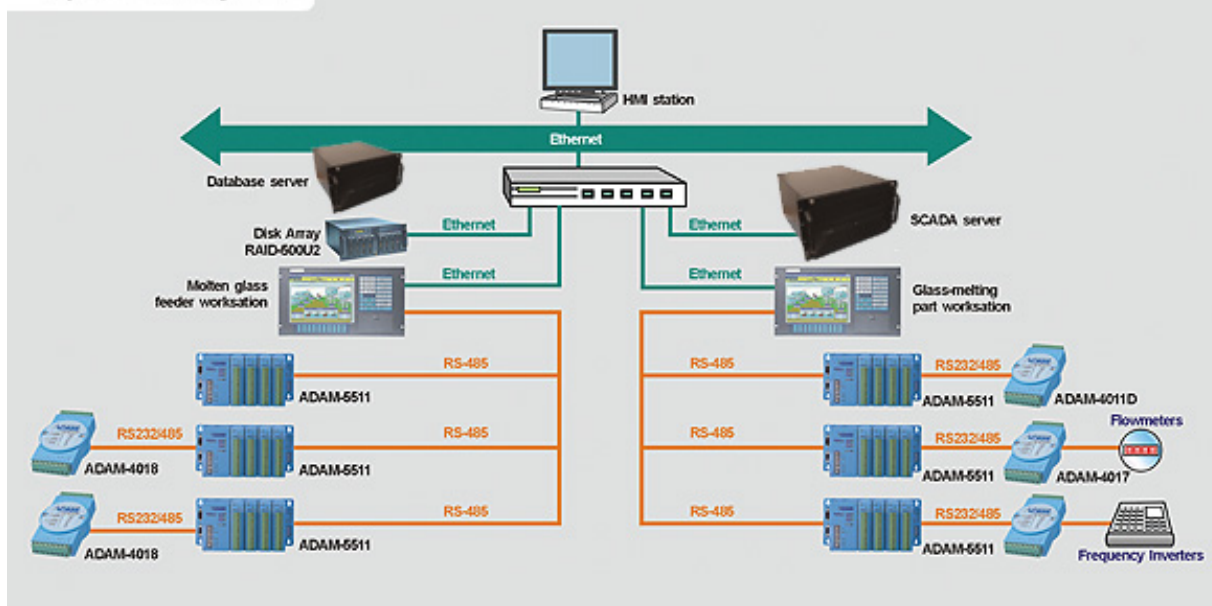 HMI station
Ethernet
Database server
SCADA server
Disk Array
RAID-500U2
Ethernet
Ethernet
Molten glass
feeder worksation
Ethernet
Ethernet
Glass-melting
part worksation
RS-485
ADAM-5511
RS-485
ADAM-5511
RS232/485
ADAM-4011D
Flowmeters
RS232/485
ADAM-4018
RS-485
ADAM-5511
RS-485
ADAM-5511
RS232/485
ADAM-4017
RS232/485
ADAM-4018
RS-485
ADAM-5511
RS-485
ADAM-5511
RS232/485
Frequency Inverters